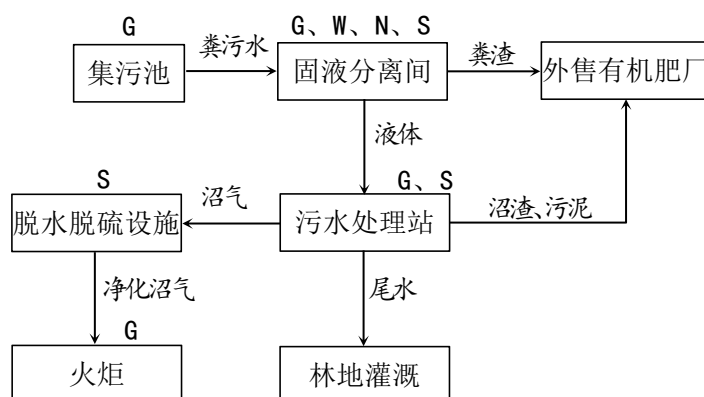 G
G、W、N、S
集污池
粪污水
固液分离间
粪渣
外售有机肥厂
液体
S
沼气
G、S
脱水脱硫设施
污水处理站
沼渣、污泥
净化沼气
尾水
G
火炬
林地灌溉